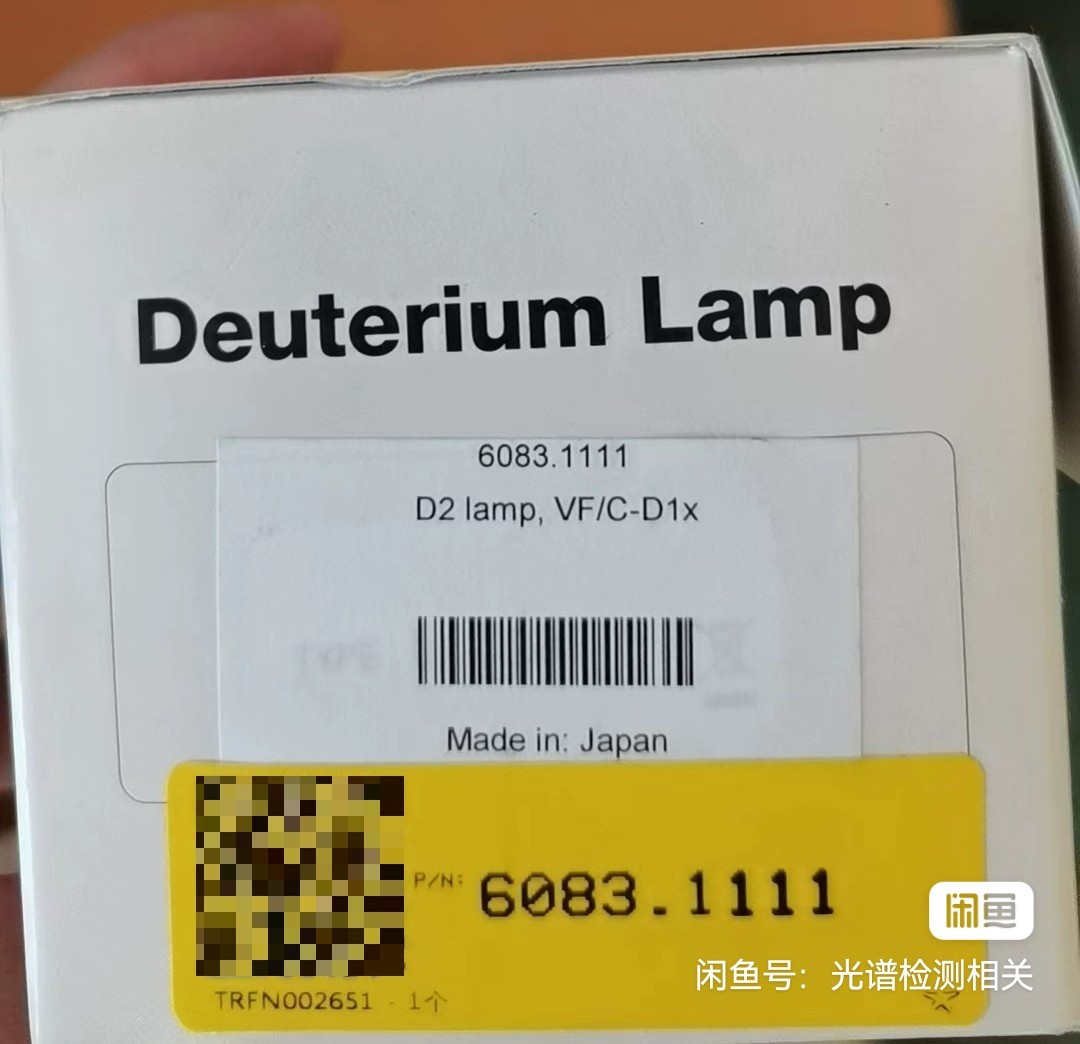 Deuterium Lamp
6083.1111
D2 lamp, VF/C-D1x
Made in: Japan
P/N: 6083.1111
TRFN002651 - 1个
闲鱼
闲鱼号：光谱检测相关